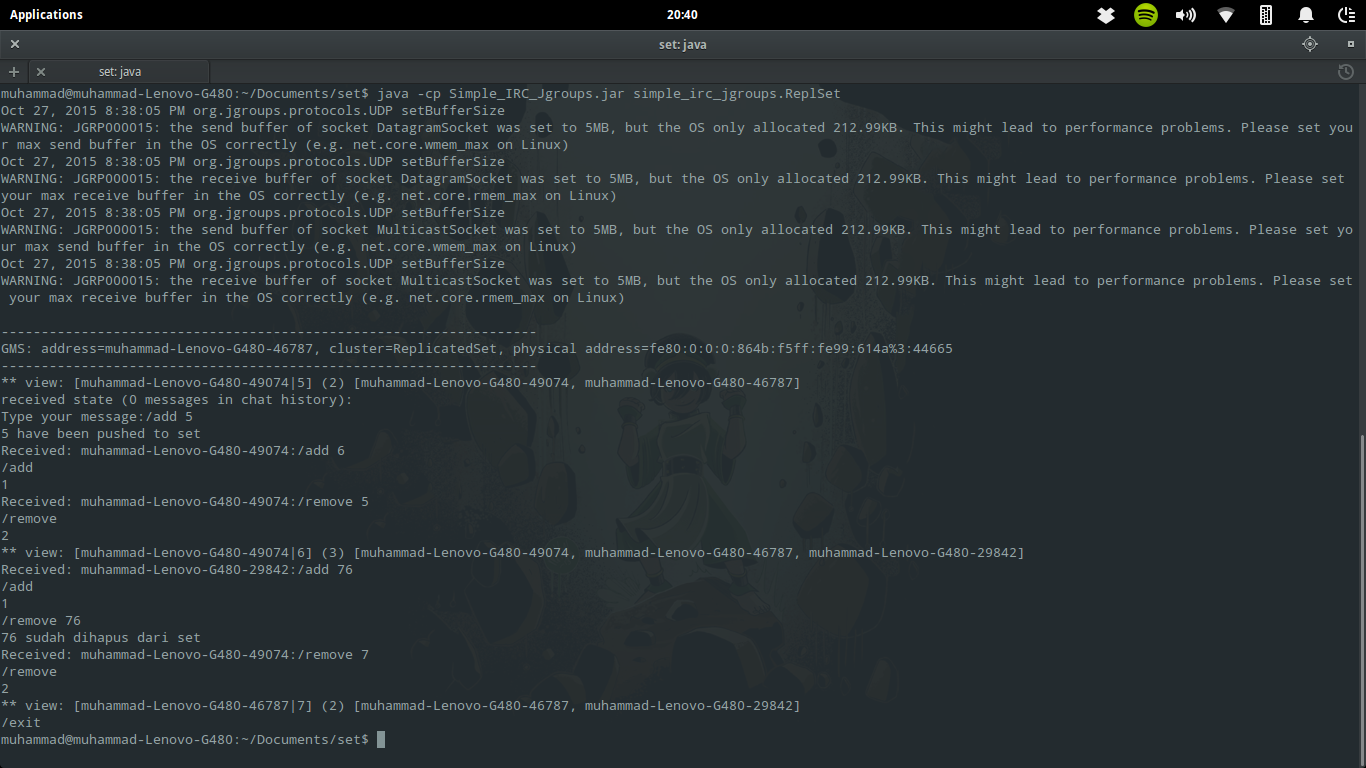 Applications
20:40
set: java
set: java
muhammad@muhammad-Lenovo-G480:~/Documents/set$ java -cp Simple_IRC_Jgroups.jar simple_irc_jgroups.ReplSet
Oct 27, 2015 8:38:05 PM org.jgroups.protocols.UDP setBufferSize
WARNING: JGRP000015: the send buffer of socket DatagramSocket was set to 5MB, but the OS only allocated 212.99KB. This might lead to performance problems. Please set you
r max send buffer in the OS correctly (e.g. net.core.wmem_max on Linux)
Oct 27, 2015 8:38:05 PM org.jgroups.protocols.UDP setBufferSize
WARNING: JGRP000015: the receive buffer of socket DatagramSocket was set to 5MB, but the OS only allocated 212.99KB. This might lead to performance problems. Please set
your max receive buffer in the OS correctly (e.g. net.core.rmem_max on Linux)
Oct 27, 2015 8:38:05 PM org.jgroups.protocols.UDP setBufferSize
WARNING: JGRP000015: the send buffer of socket MulticastSocket was set to 5MB, but the OS only allocated 212.99KB. This might lead to performance problems. Please set yo
ur max send buffer in the OS correctly (e.g. net.core.wmem_max on Linux)
Oct 27, 2015 8:38:05 PM org.jgroups.protocols.UDP setBufferSize
WARNING: JGRP000015: the receive buffer of socket MulticastSocket was set to 5MB, but the OS only allocated 212.99KB. This might lead to performance problems. Please set
 your max receive buffer in the OS correctly (e.g. net.core.rmem_max on Linux)
-------------------------------------------------------------------
GMS: address=muhammad-Lenovo-G480-46787, cluster=ReplicatedSet, physical address=fe80:0:0:0:864b:f5ff:fe99:614a%3:44665
-------------------------------------------------------------------
** view: [muhammad-Lenovo-G480-49074|5] (2) [muhammad-Lenovo-G480-49074, muhammad-Lenovo-G480-46787]
received state (0 messages in chat history):
Type your message:/add 5
5 have been pushed to set
Received: muhammad-Lenovo-G480-49074:/add 6
/add
1
Received: muhammad-Lenovo-G480-49074:/remove 5
/remove
2
** view: [muhammad-Lenovo-G480-49074|6] (3) [muhammad-Lenovo-G480-49074, muhammad-Lenovo-G480-46787, muhammad-Lenovo-G480-29842]
Received: muhammad-Lenovo-G480-29842:/add 76
/add
1
/remove 76
76 sudah dihapus dari set
Received: muhammad-Lenovo-G480-49074:/remove 7
/remove
2
** view: [muhammad-Lenovo-G480-46787|7] (2) [muhammad-Lenovo-G480-46787, muhammad-Lenovo-G480-29842]
/exit
muhammad@muhammad-Lenovo-G480:~/Documents/set$